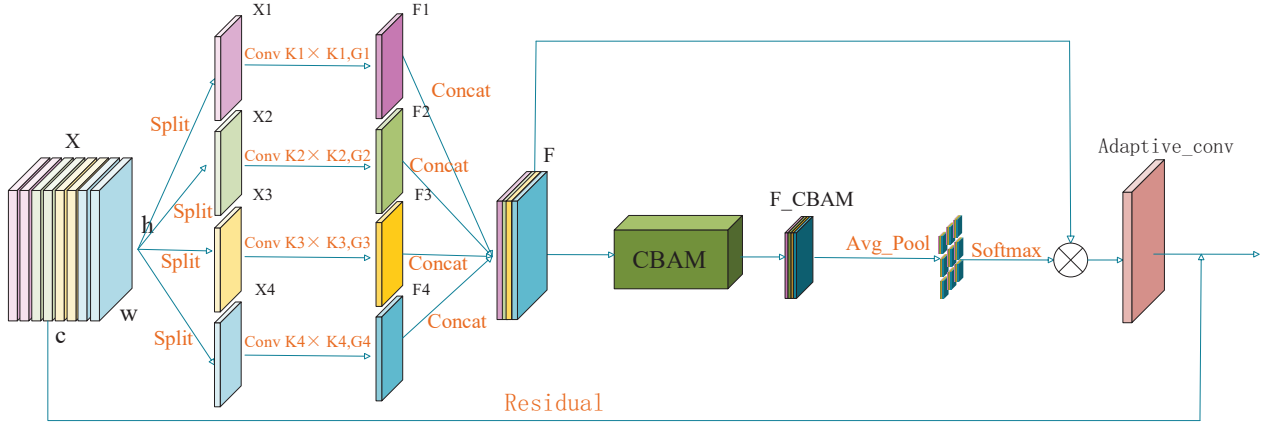 X
h
w
c
Split
Split
Split
Split
X1
X2
X3
X4
Conv K1× K1,G1
Conv K2× K2,G2
Conv K3× K3,G3
Conv K4× K4,G4
F1
F2
F3
F4
Concat
Concat
Concat
Concat
F
CBAM
F_CBAM
Avg_Pool
Softmax
Adaptive_conv
Residual